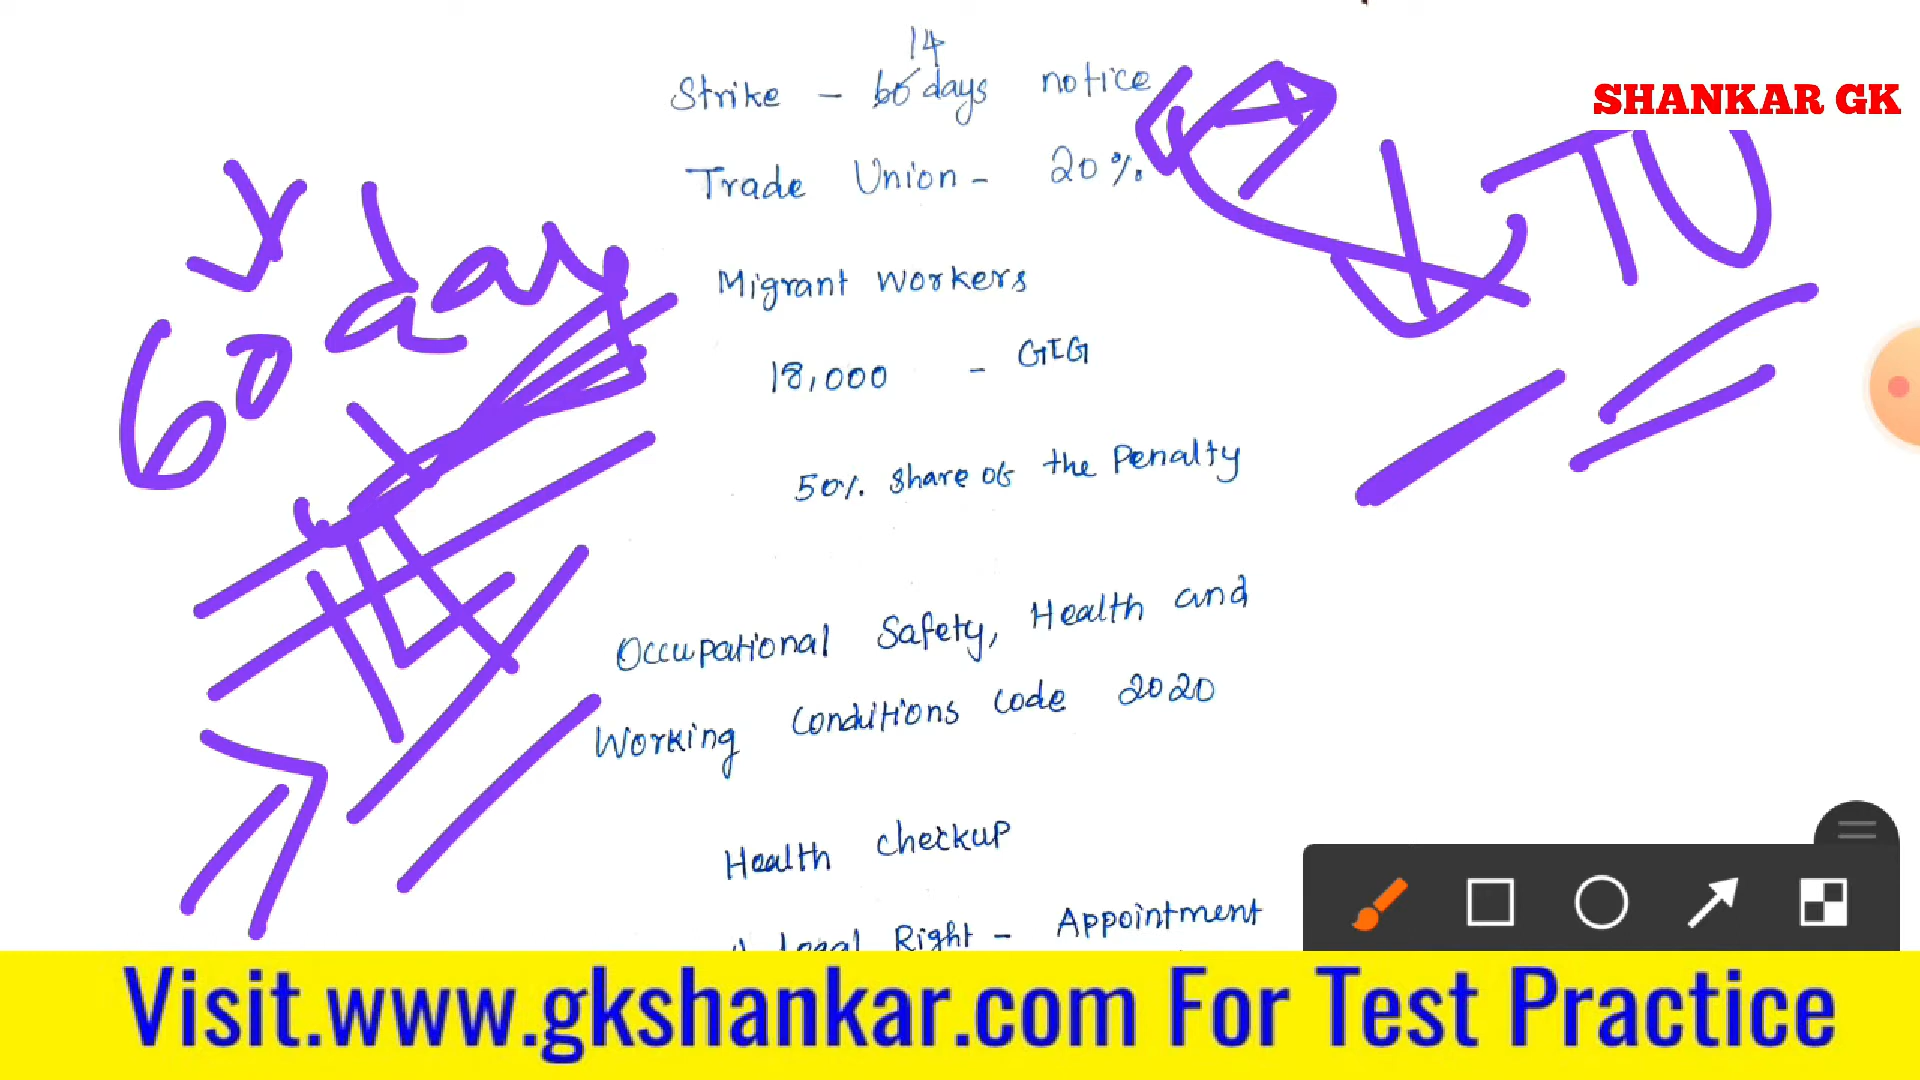 14
Strike - 60 days notice
SHANKAR GK
Trade Union - 20%.
TU
60 days
14
Migrant Workers
18,000 - GIG
50%. Share of the Penalty
Occupational Safety, Health and
Working Conditions Code 2020
Health checkup
Legal Right - Appointment
Visit.www.gkshankar.com For Test Practice